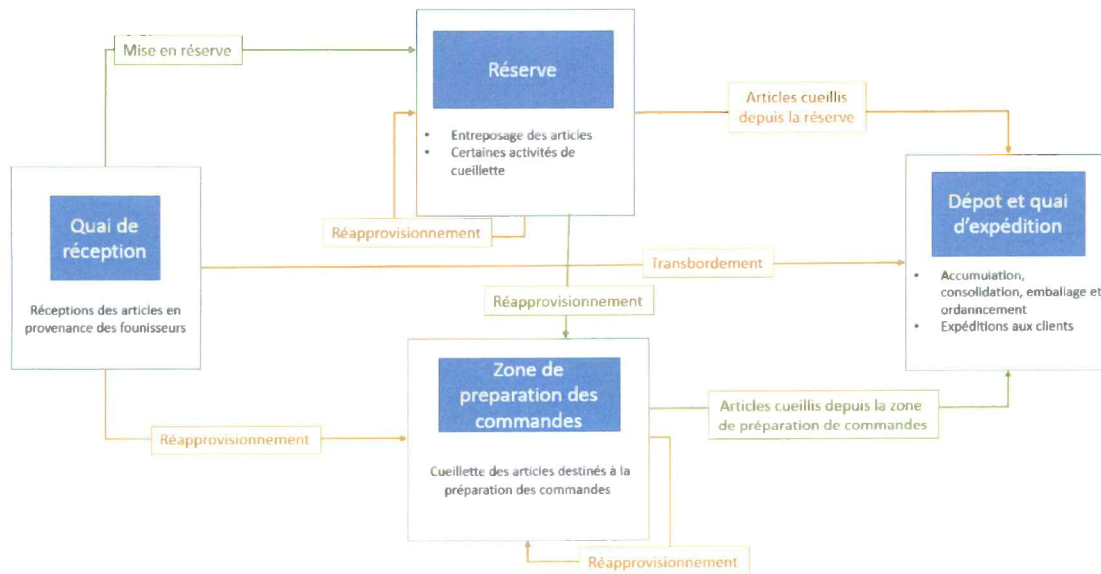 Mise en réserve
Réserve
• Entreposage des articles
• Certaines activités de
cueillette
Articles cueillis
depuis la réserve
Quai de
réception
Réceptions des articles en
provenance des founisseurs
Réapprovisionnement
Transbordement
Dépot et quai
d'expédition
• Accumulation,
consolidation, emballage et
ordanncement
• Expéditions aux clients
Réapprovisionnement
Zone de
preparation des
commandes
Cueillette des articles destinés à la
préparation des commandes
Réapprovisionnement
Articles cueillis depuis la zone
de préparation de commandes
Réapprovisionnement